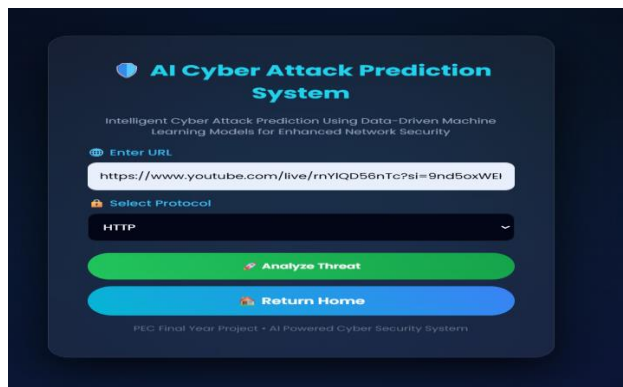 AI Cyber Attack Prediction
System
Intelligent Cyber Attack Prediction Using Data-Driven Machine
Learning Models for Enhanced Network Security
Enter URL
https://www.youtube.com/live/rnYIQD56nTc?si=9nd5oxWEI
Select Protocol
HTTP
Analyze Threat
Return Home
PEC Final Year Project • AI Powered Cyber Security System